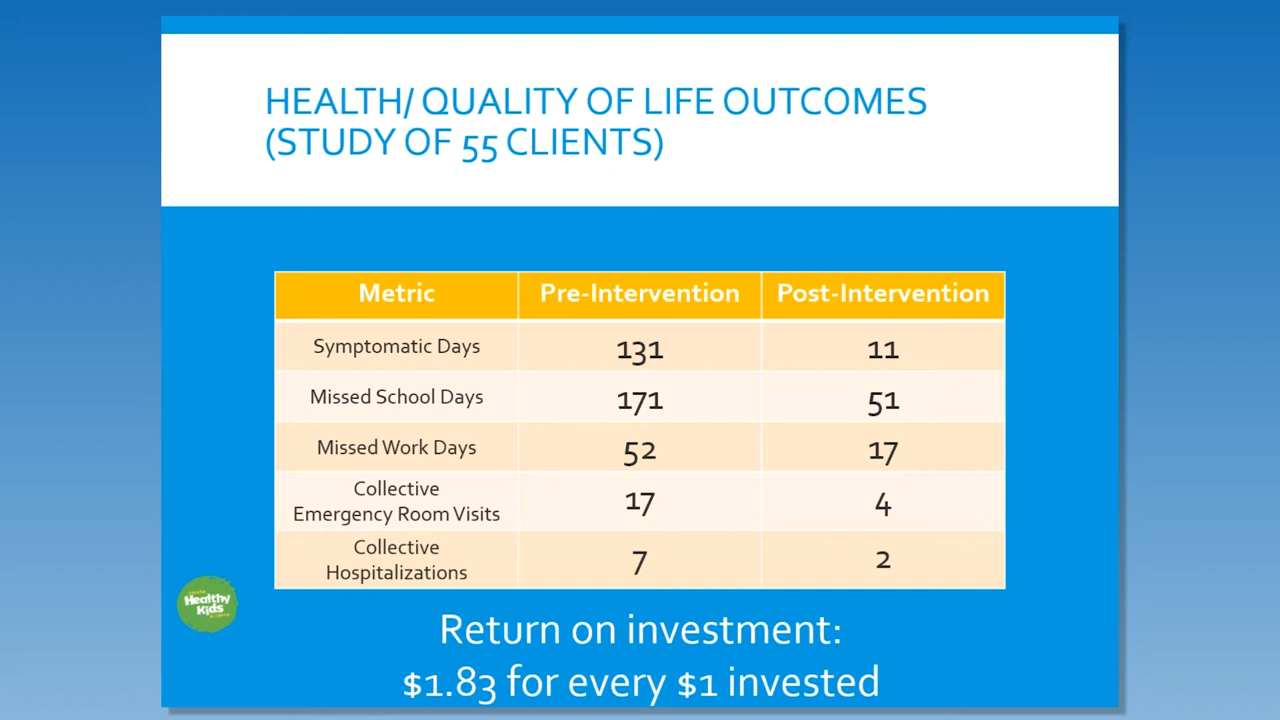 HEALTH/ QUALITY OF LIFE OUTCOMES
(STUDY OF 55 CLIENTS)
Metric Pre-Intervention Post-Intervention
Symptomatic Days 131 11
Missed School Days 171 51
Missed Work Days 52 17
Collective
Emergency Room Visits 17 4
Collective
Hospitalizations 7 2
Healthy
Kids
Return on investment:
$1.83 for every $1 invested